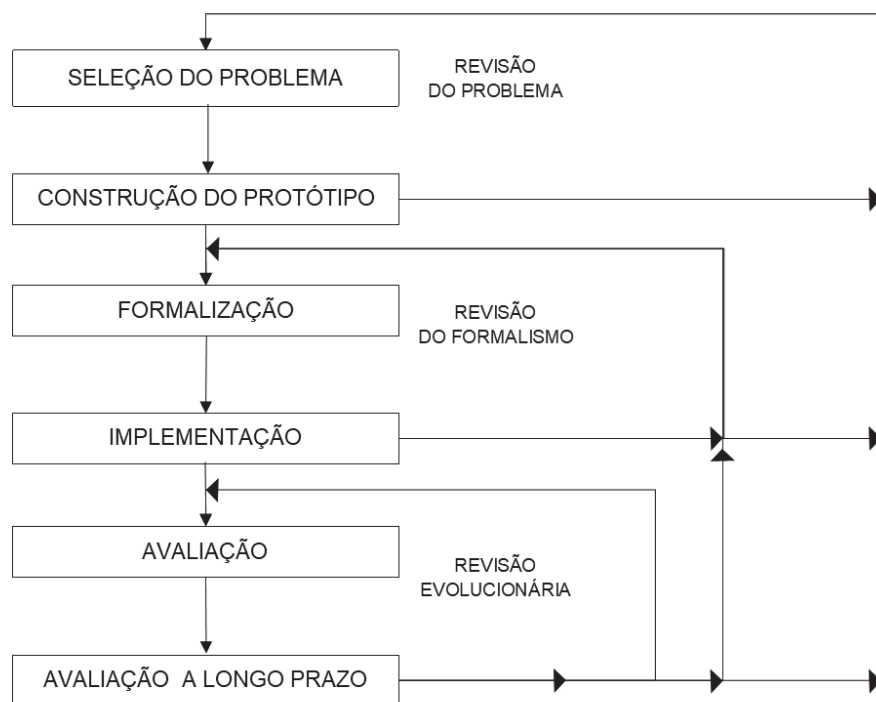 SELEÇÃO DO PROBLEMA
REVISÃO
DO PROBLEMA
CONSTRUÇÃO DO PROTÓTIPO
FORMALIZAÇÃO
REVISÃO
DO FORMALISMO
IMPLEMENTAÇÃO
AVALIAÇÃO
REVISÃO
EVOLUCIONÁRIA
AVALIAÇÃO A LONGO PRAZO